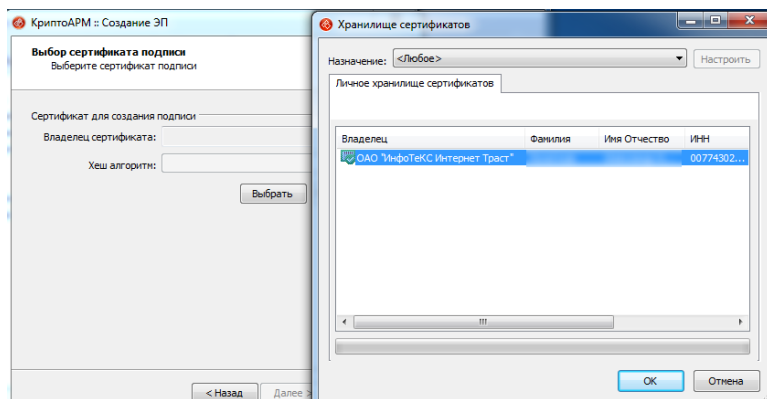 КриптоАРМ :: Создание ЭП
Выбор сертификата подписи
Выберите сертификат подписи
Сертификат для создания подписи
Владелец сертификата:
Хеш алгоритм:
Выбрать
< Назад Далее >
Хранилище сертификатов
Назначение: <Любое> Настроить
Личное хранилище сертификатов
Владелец Фамилия Имя Отчество ИНН
ОАО "ИнфоТеКС Интернет Траст" 00774302...
ОК Отмена